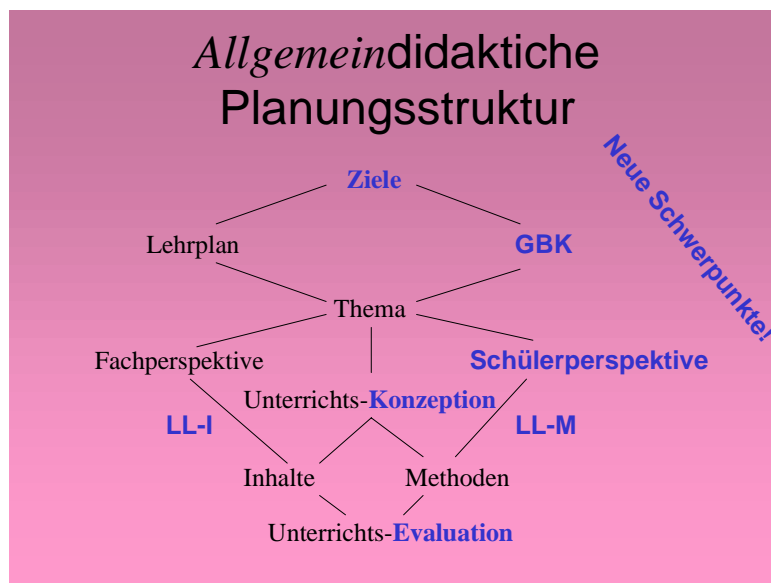 Allgemeindidaktiche
Planungsstruktur
Neue Schwerpunkte!
Ziele
Lehrplan GBK
Thema
Fachperspektive Schülerperspektive
Unterrichts-Konzeption
LL-I LL-M
Inhalte Methoden
Unterrichts-Evaluation